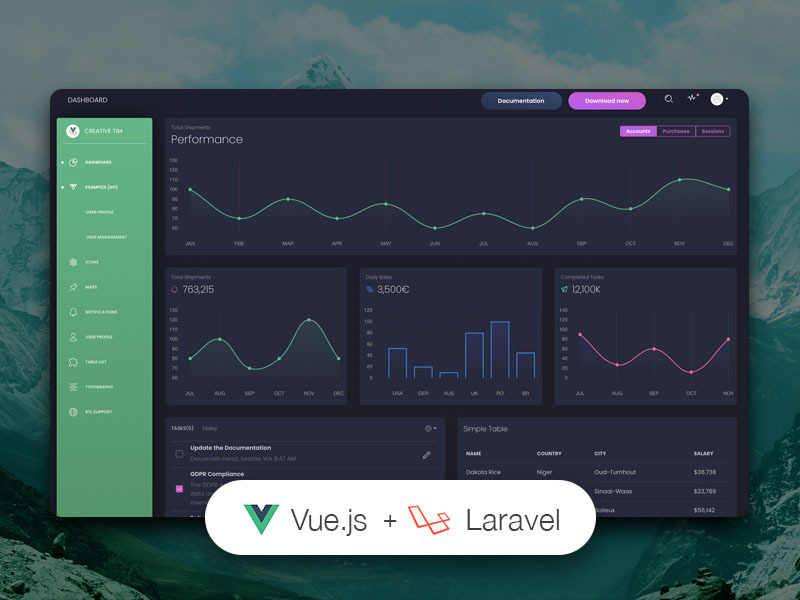 DASHBOARD
Documentation
Download now
CREATIVE TIM
DASHBOARD
EXAMPLES (API)
USER PROFILE
USER MANAGEMENT
ICONS
MAPS
NOTIFICATIONS
USER PROFILE
TABLE LIST
TYPOGRAPHY
RTL SUPPORT
Total Shipments
Performance
Accounts Purchases Sessions
130
120
110
100
90
80
70
60
JAN FEB MAR APR MAY JUN JUL AUG SEP OCT NOV DEC
Total Shipments
763,215
130
120
110
100
90
80
70
60
JUL AUG SEP OCT NOV DEC
Daily Sales
3,500€
120
100
80
60
40
20
0
USA GER AUS UK RO BR
Completed Tasks
12,100K
140
120
100
80
60
40
20
0
JUL AUG SEP OCT NOV
TASKS(5) Today
Update the Documentation
Dwuamish Head, Seattle, WA 8:47 AM
GDPR Compliance
The GDPR
Simple Table
NAME COUNTRY CITY SALARY
Dakota Rice Niger Oud-Turnhout $36.738
Sinaai-Waas $23,789
$56,142
Vue.js + Laravel